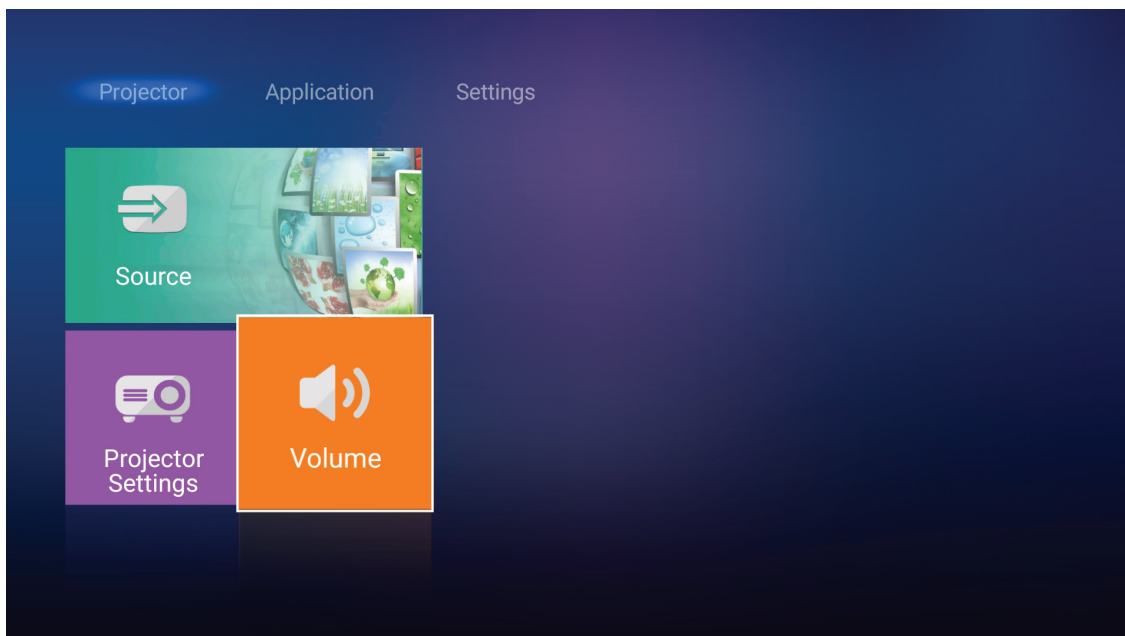 Projector Application Settings
Source
Projector
Settings
Volume